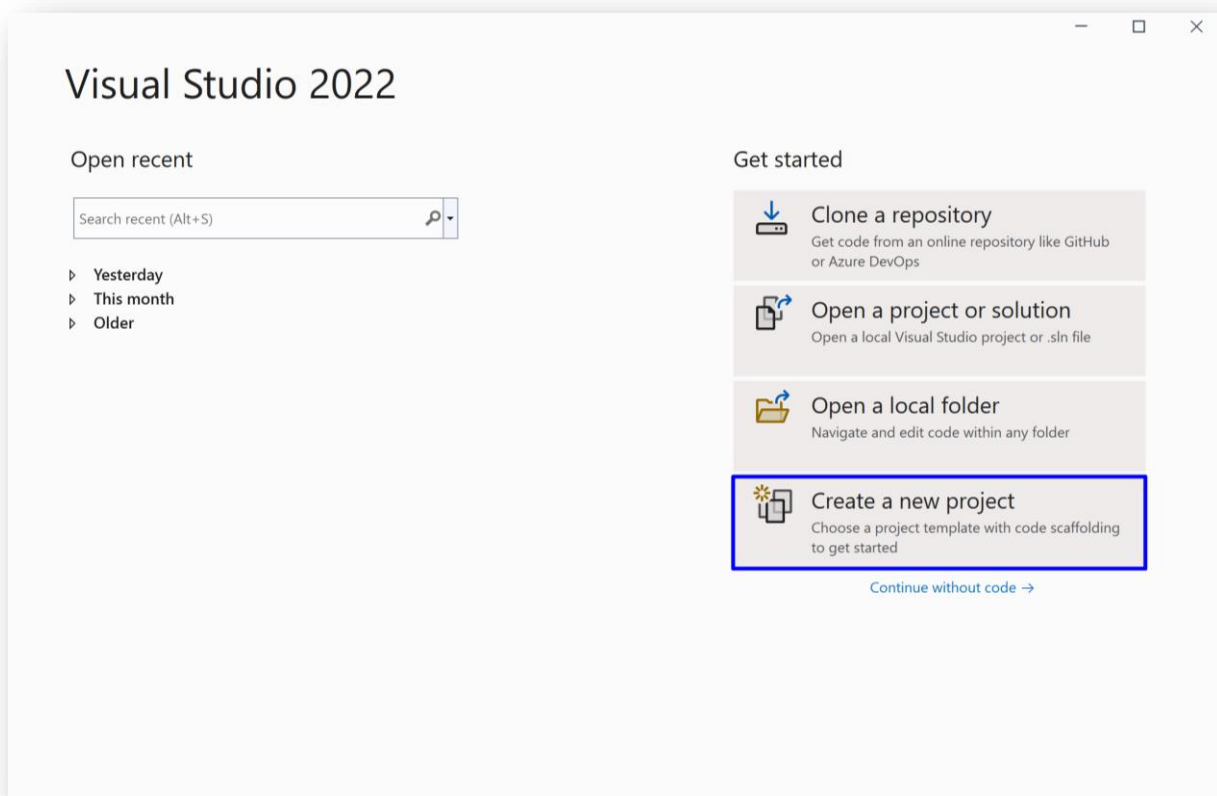 Visual Studio 2022
Open recent
Search recent (Alt+S)
Yesterday
This month
Older
Get started
Clone a repository
Get code from an online repository like GitHub
or Azure DevOps
Open a project or solution
Open a local Visual Studio project or .sln file
Open a local folder
Navigate and edit code within any folder
Create a new project
Choose a project template with code scaffolding
to get started
Continue without code →